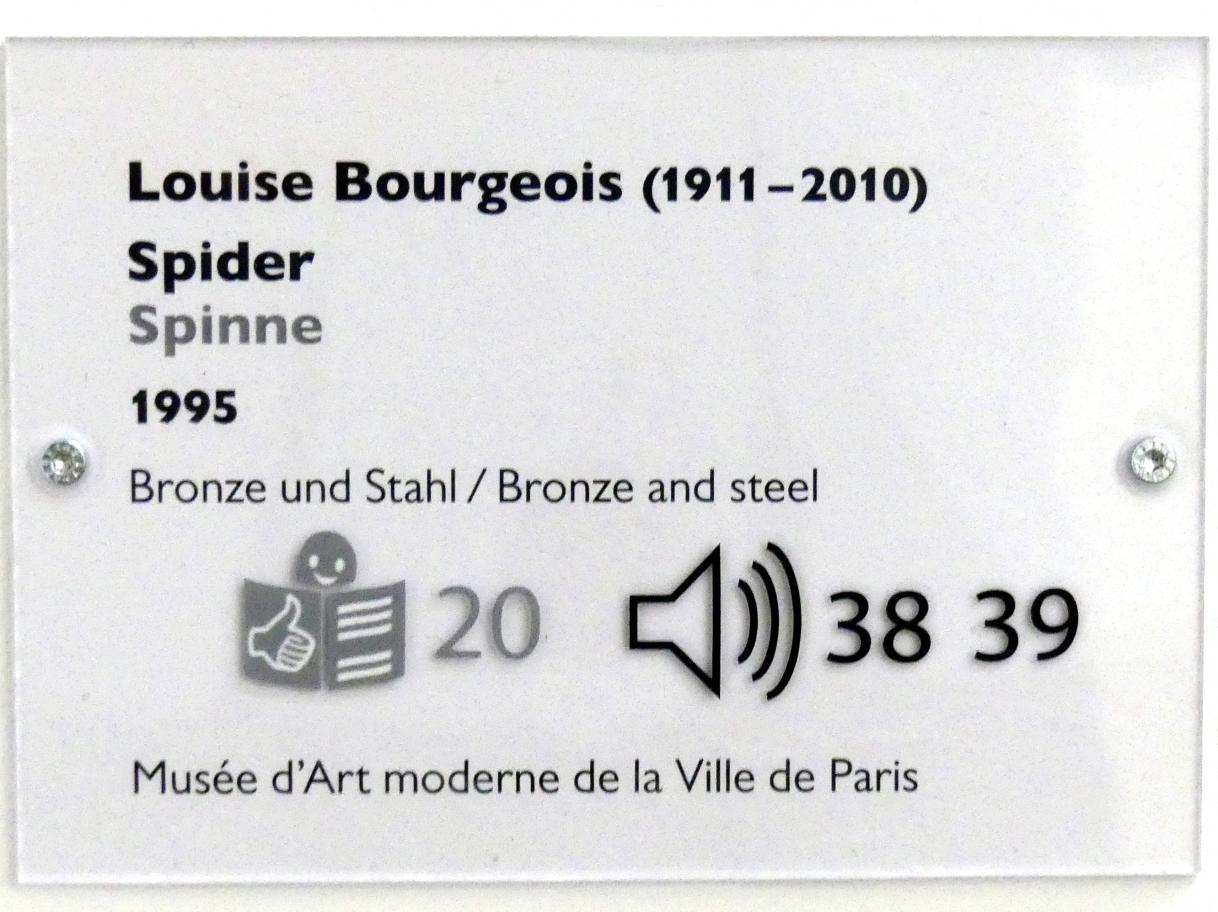 Louise Bourgeois (1911–2010)
Spider
Spinne
1995
Bronze und Stahl / Bronze and steel
20 38 39
Musée d’Art moderne de la Ville de Paris